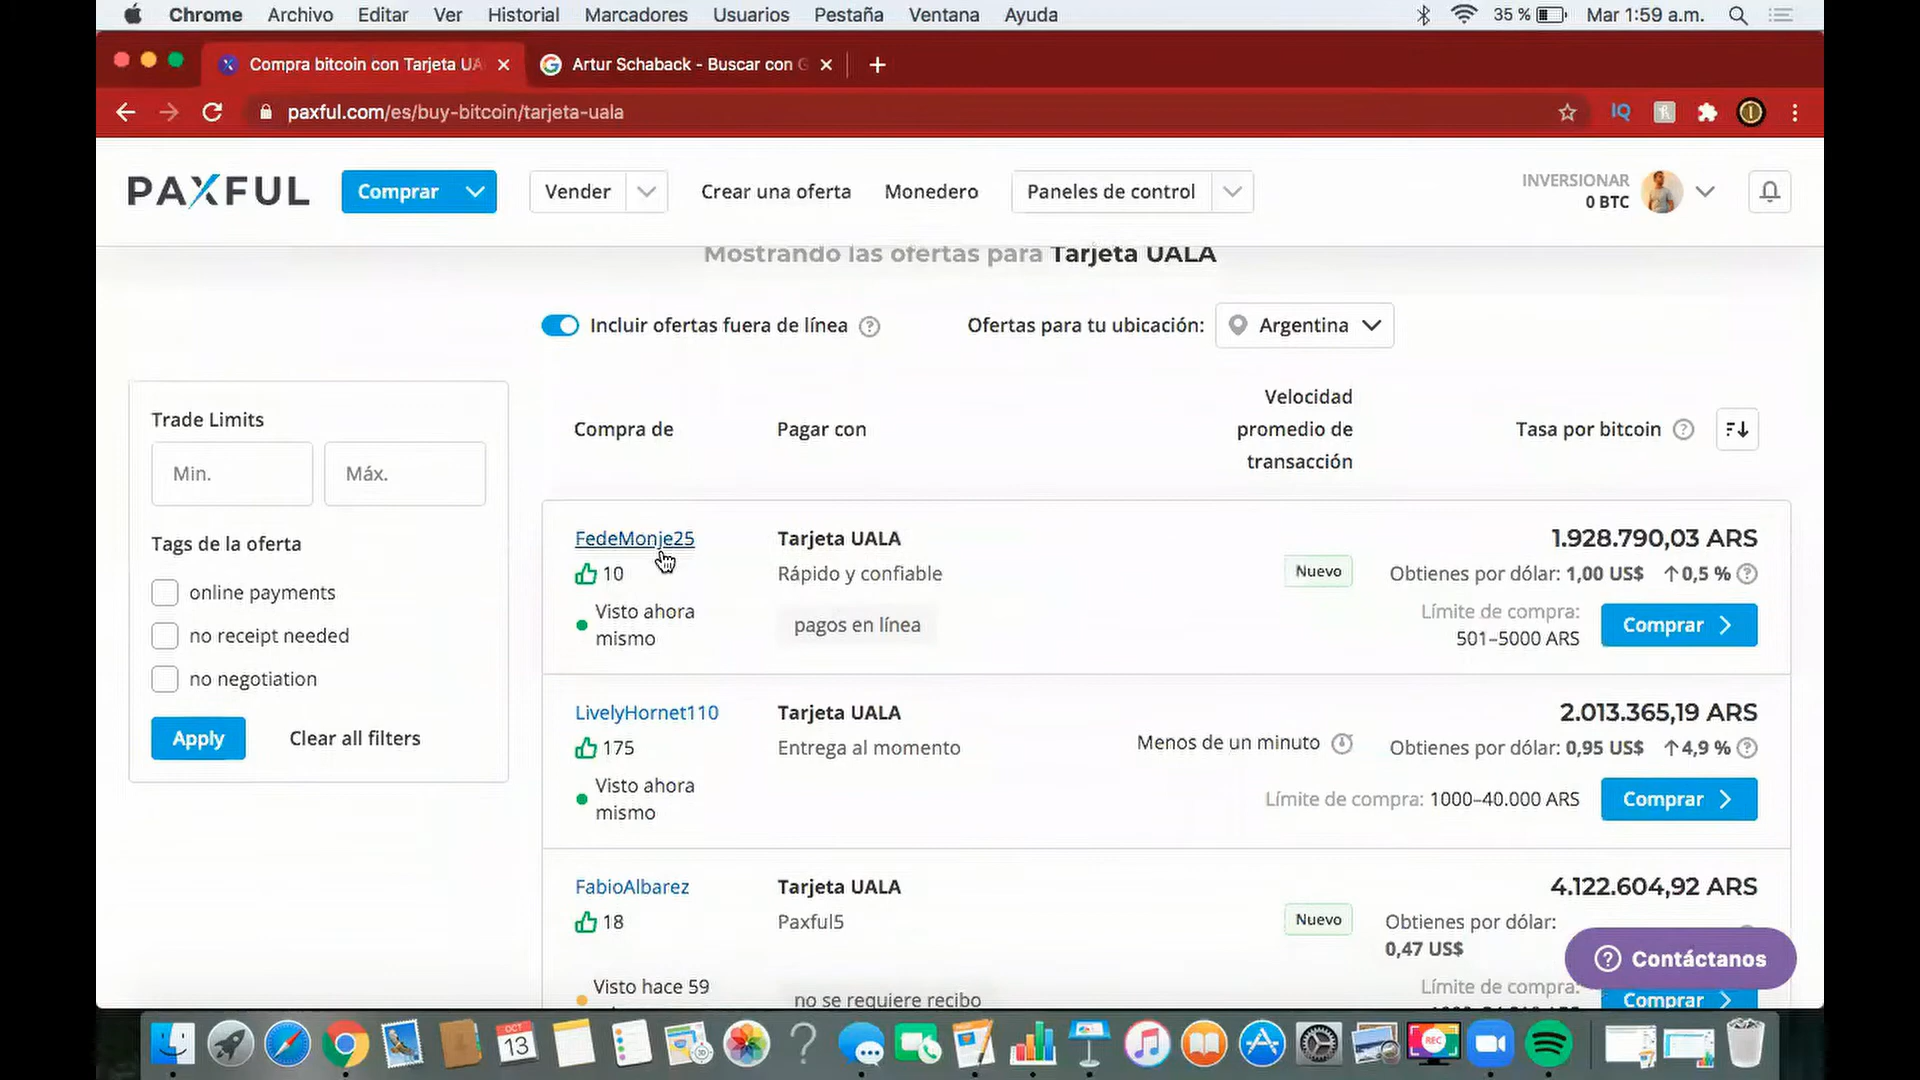 Chrome Archivo Editar Ver Historial Marcadores Usuarios Pestaña Ventana Ayuda 35 % Mar 1:59 a.m.
Compra bitcoin con Tarjeta UA
Artur Schaback - Buscar con G
paxful.com/es/buy-bitcoin/tarjeta-uala
IQ
PAXFUL
Comprar
Vender
Crear una oferta
Monedero
Paneles de control
INVERSIONAR
0 BTC
Mostrando las ofertas para Tarjeta UALA
Incluir ofertas fuera de línea ?
Ofertas para tu ubicación: Argentina
Trade Limits
Min.
Máx.
Tags de la oferta
online payments
no receipt needed
no negotiation
Apply
Clear all filters
Compra de
Pagar con
Velocidad
promedio de
transacción
Tasa por bitcoin ?
FedeMonje25
10
Visto ahora
mismo
Tarjeta UALA
Rápido y confiable
pagos en línea
Nuevo
1.928.790,03 ARS
Obtienes por dólar: 1,00 US$ ↑0,5 % ?
Límite de compra:
501–5000 ARS
Comprar
LivelyHornet110
175
Visto ahora
mismo
Tarjeta UALA
Entrega al momento
Menos de un minuto
2.013.365,19 ARS
Obtienes por dólar: 0,95 US$ ↑4,9 % ?
Límite de compra: 1000–40.000 ARS
Comprar
FabioAlbarez
18
Visto hace 59
Tarjeta UALA
Paxful5
no se requiere recibo
Nuevo
4.122.604,92 ARS
Obtienes por dólar:
0,47 US$
Límite de compra:
Comprar
? Contáctanos
OCT
13
3D
?
REC